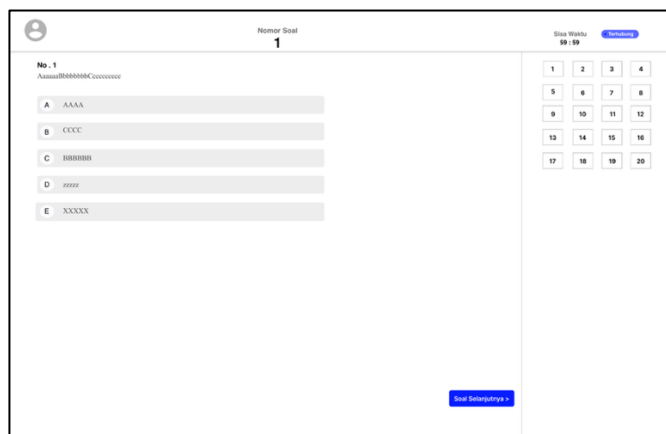 Nomor Soal
1
Sisa Waktu
59 : 59
Terhubung
No . 1
AaaaaaBbbbbbbbCcccccccccc
A AAAA
B CCCC
C BBBBBB
D zzzzz
E XXXXX
Soal Selanjutnya >
1 2 3 4
5 6 7 8
9 10 11 12
13 14 15 16
17 18 19 20